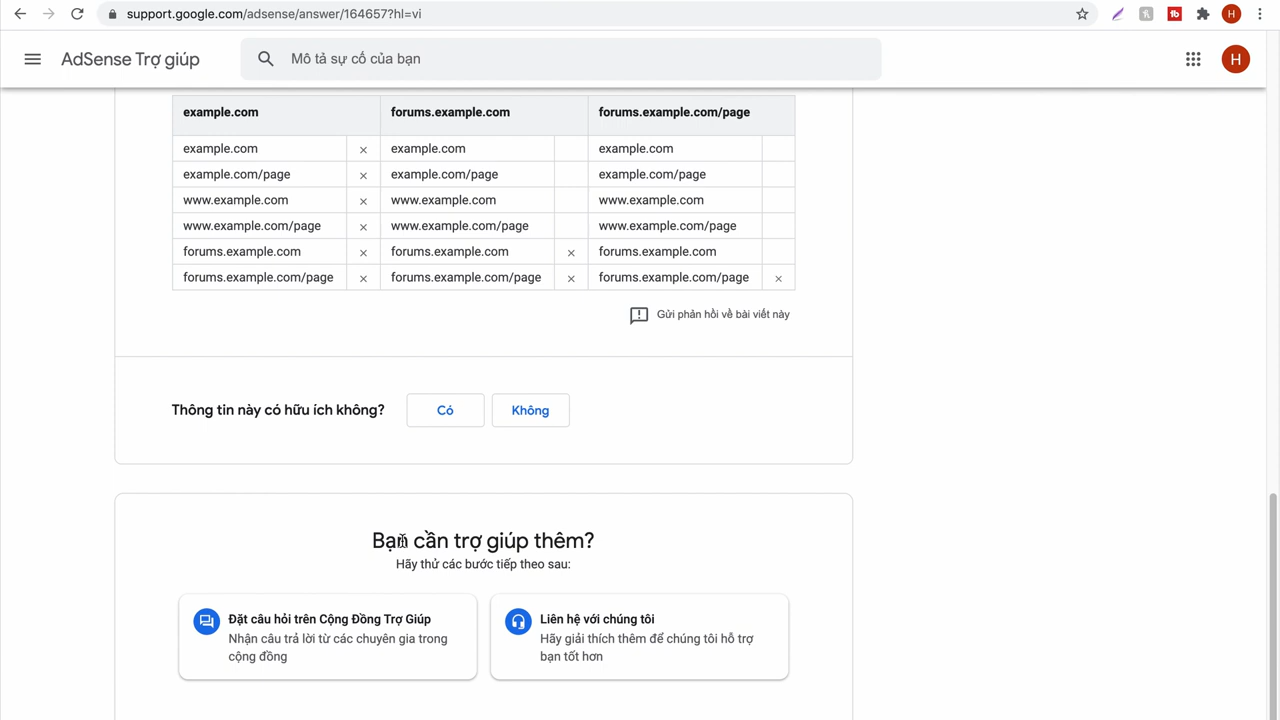 support.google.com/adsense/answer/164657?hl=vi
H
AdSense Trợ giúp
Mô tả sự cố của bạn
H
example.com forums.example.com forums.example.com/page
example.com × example.com example.com
example.com/page × example.com/page example.com/page
www.example.com × www.example.com www.example.com
www.example.com/page × www.example.com/page www.example.com/page
forums.example.com × forums.example.com × forums.example.com
forums.example.com/page × forums.example.com/page × forums.example.com/page ×
Gửi phản hồi về bài viết này
Thông tin này có hữu ích không? Có Không
Bạn cần trợ giúp thêm?
Hãy thử các bước tiếp theo sau:
Đặt câu hỏi trên Cộng Đồng Trợ Giúp
Nhận câu trả lời từ các chuyên gia trong
cộng đồng
Liên hệ với chúng tôi
Hãy giải thích thêm để chúng tôi hỗ trợ
bạn tốt hơn